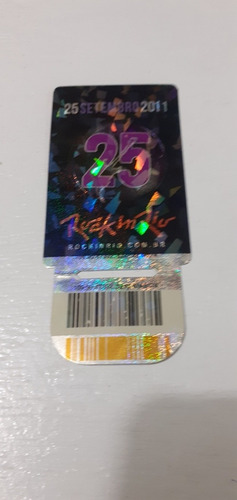 25 SETEMBRO 2011
25
Rock in Rio
ROCKINRIO.COM.BR